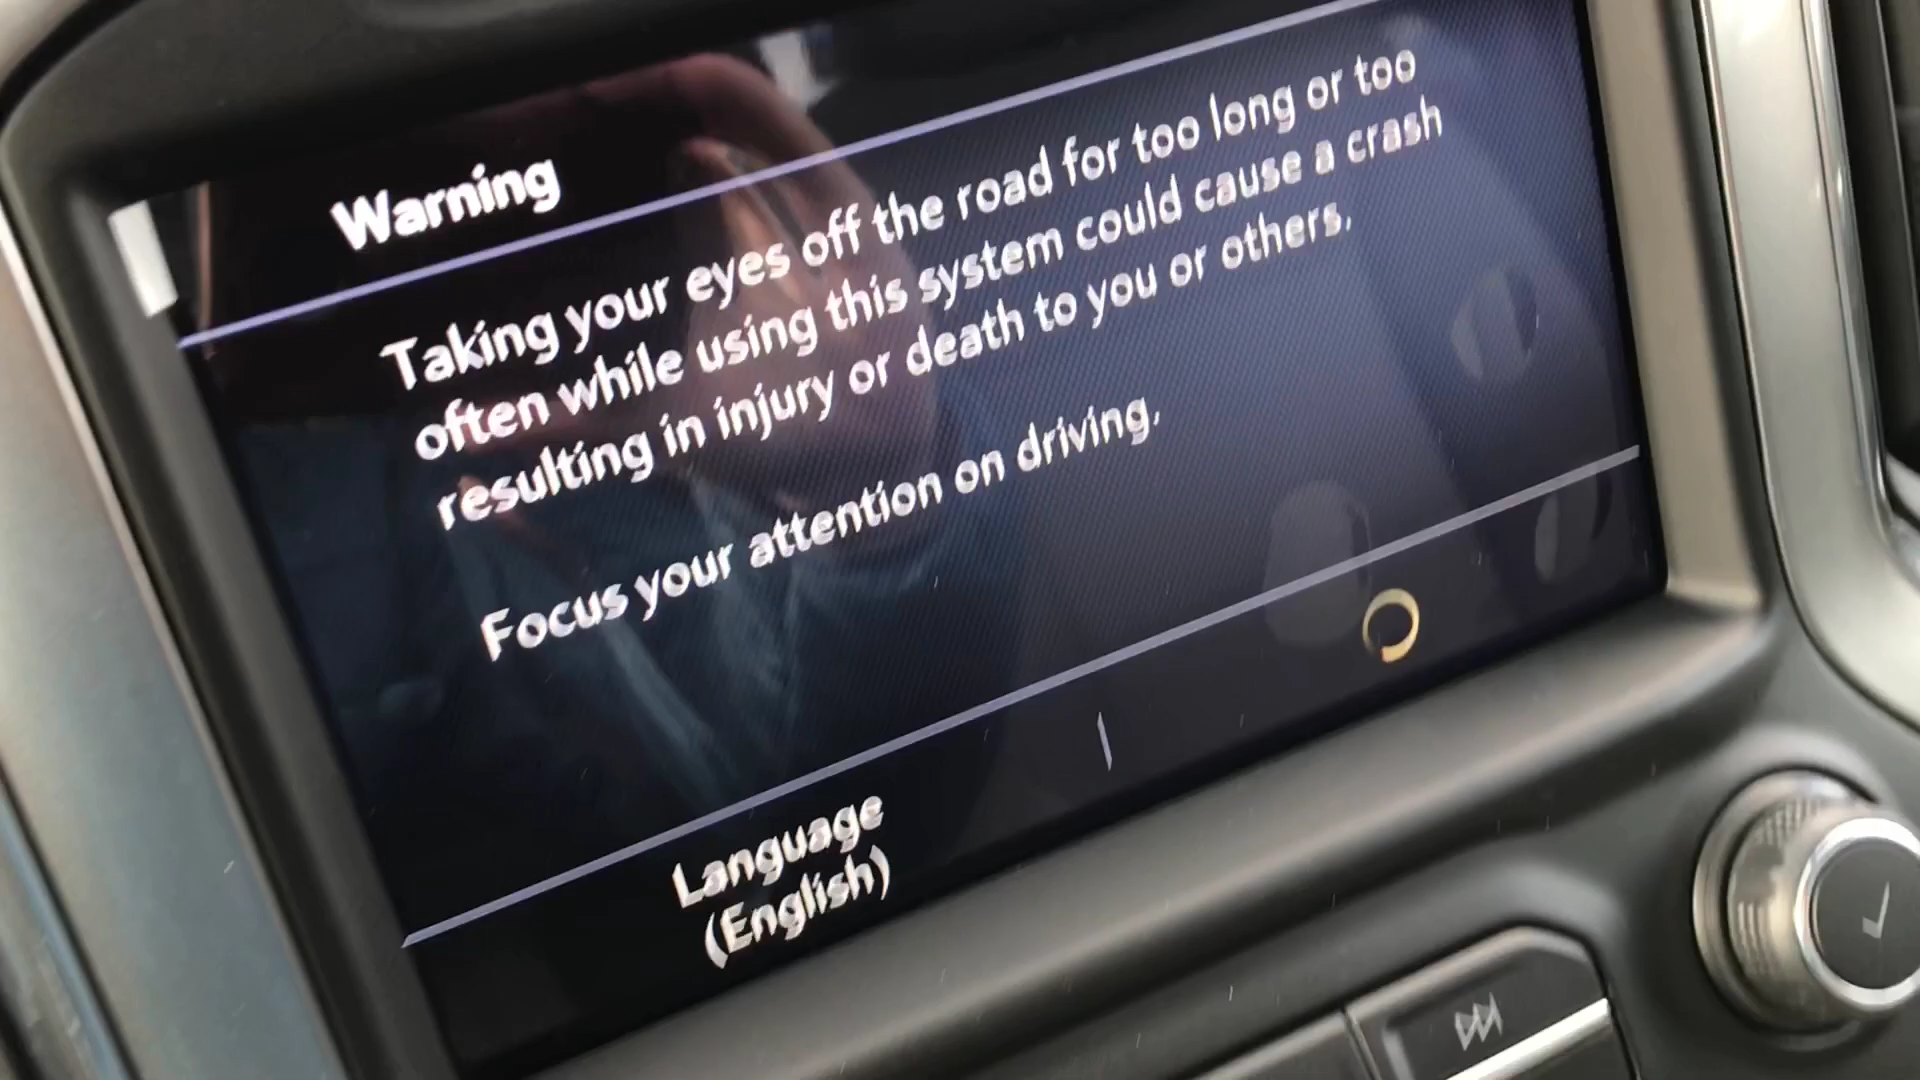 Warning
Taking your eyes off the road for too long or too
often while using this system could cause a crash
resulting in injury or death to you or others.
Focus your attention on driving.
Language
(English)